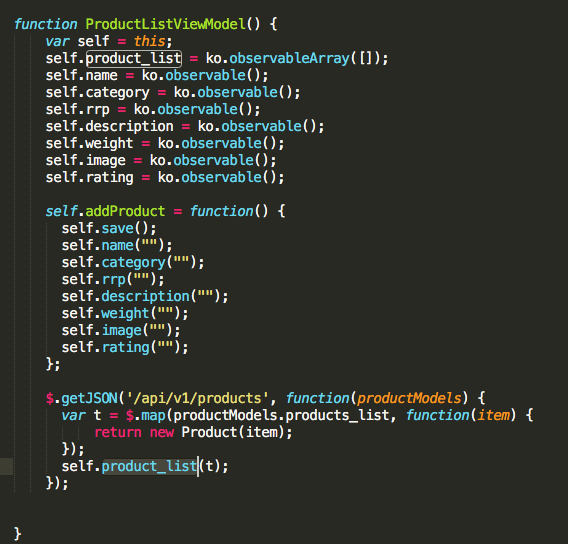 function ProductListViewModel() {
var self = this;
self.product_list = ko.observableArray([]);
self.name = ko.observable();
self.category = ko.observable();
self.rrp = ko.observable();
self.description = ko.observable();
self.weight = ko.observable();
self.image = ko.observable();
self.rating = ko.observable();
self.addProduct = function() {
self.save();
self.name("");
self.category("");
self.rrp("");
self.description("");
self.weight("");
self.image("");
self.rating("");
};
$.getJSON('/api/v1/products', function(productModels) {
var t = $.map(productModels.products_list, function(item) {
return new Product(item);
});
self.product_list(t);
});
}